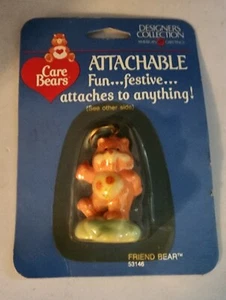 DESIGNERS
COLLECTION
Care
Bears
ATTACHABLE
Fun...festive...
attaches to anything!
(See other side)
FRIEND BEAR™
53146